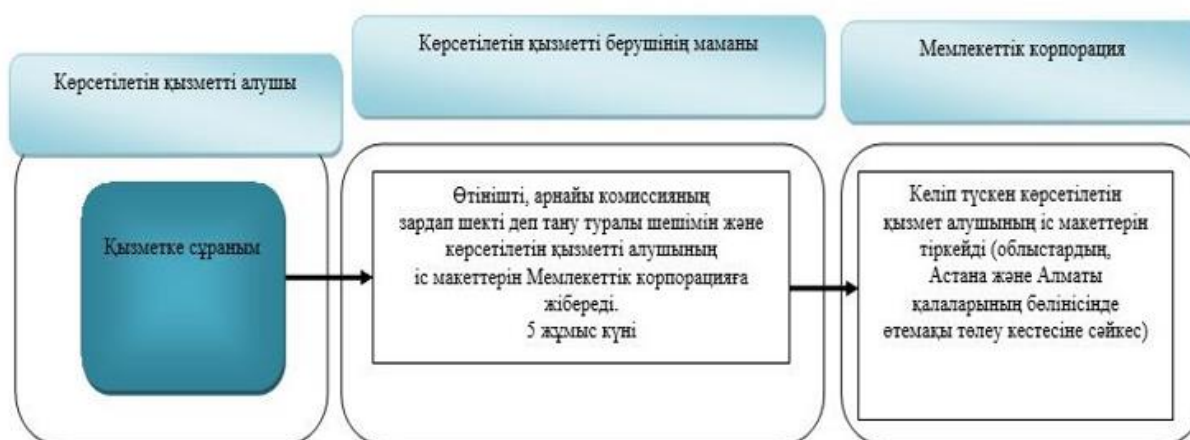 Көрсетілетін қызметті алушы
Көрсетілетін қызметті берушінің маманы
Мемлекеттік корпорация
Қызметке сұраным
Өтінішті, арнайы комиссияның
зардап шекті деп тану туралы шешімін және
көрсетілетін қызметті алушының
іс макеттерін Мемлекеттік корпорацияға
жібереді.
5 жұмыс күні
Келіп түскен көрсетілетін
қызмет алушының іс макеттерін
тіркейді (облыстардың,
Астана және Алматы
қалаларының бөлінісінде
өтемақы төлеу кестесіне сәйкес)